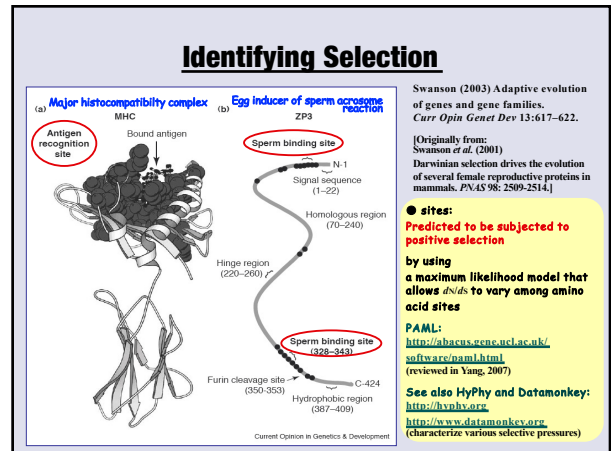 Identifying Selection
(a) Major histocompatibilty complex
MHC
Antigen
recognition
site
Bound antigen
(b) Egg inducer of sperm acrosome
reaction
ZP3
Sperm binding site
N-1
Signal sequence
(1–22)
Homologous region
(70–240)
Hinge region
(220–260)
Sperm binding site
(328–343)
Furin cleavage site
(350-353)
C-424
Hydrophobic region
(387–409)
Current Opinion in Genetics & Development
Swanson (2003) Adaptive evolution
of genes and gene families.
Curr Opin Genet Dev 13:617–622.
[Originally from:
Swanson et al. (2001)
Darwinian selection drives the evolution
of several female reproductive proteins in
mammals. PNAS 98: 2509-2514.]
● sites:
Predicted to be subjected to
positive selection
by using
a maximum likelihood model that
allows dN/dS to vary among amino
acid sites
PAML:
http://abacus.gene.ucl.ac.uk/
software/paml.html
(reviewed in Yang, 2007)
See also HyPhy and Datamonkey:
http://hyphy.org
http://www.datamonkey.org
(characterize various selective pressures)